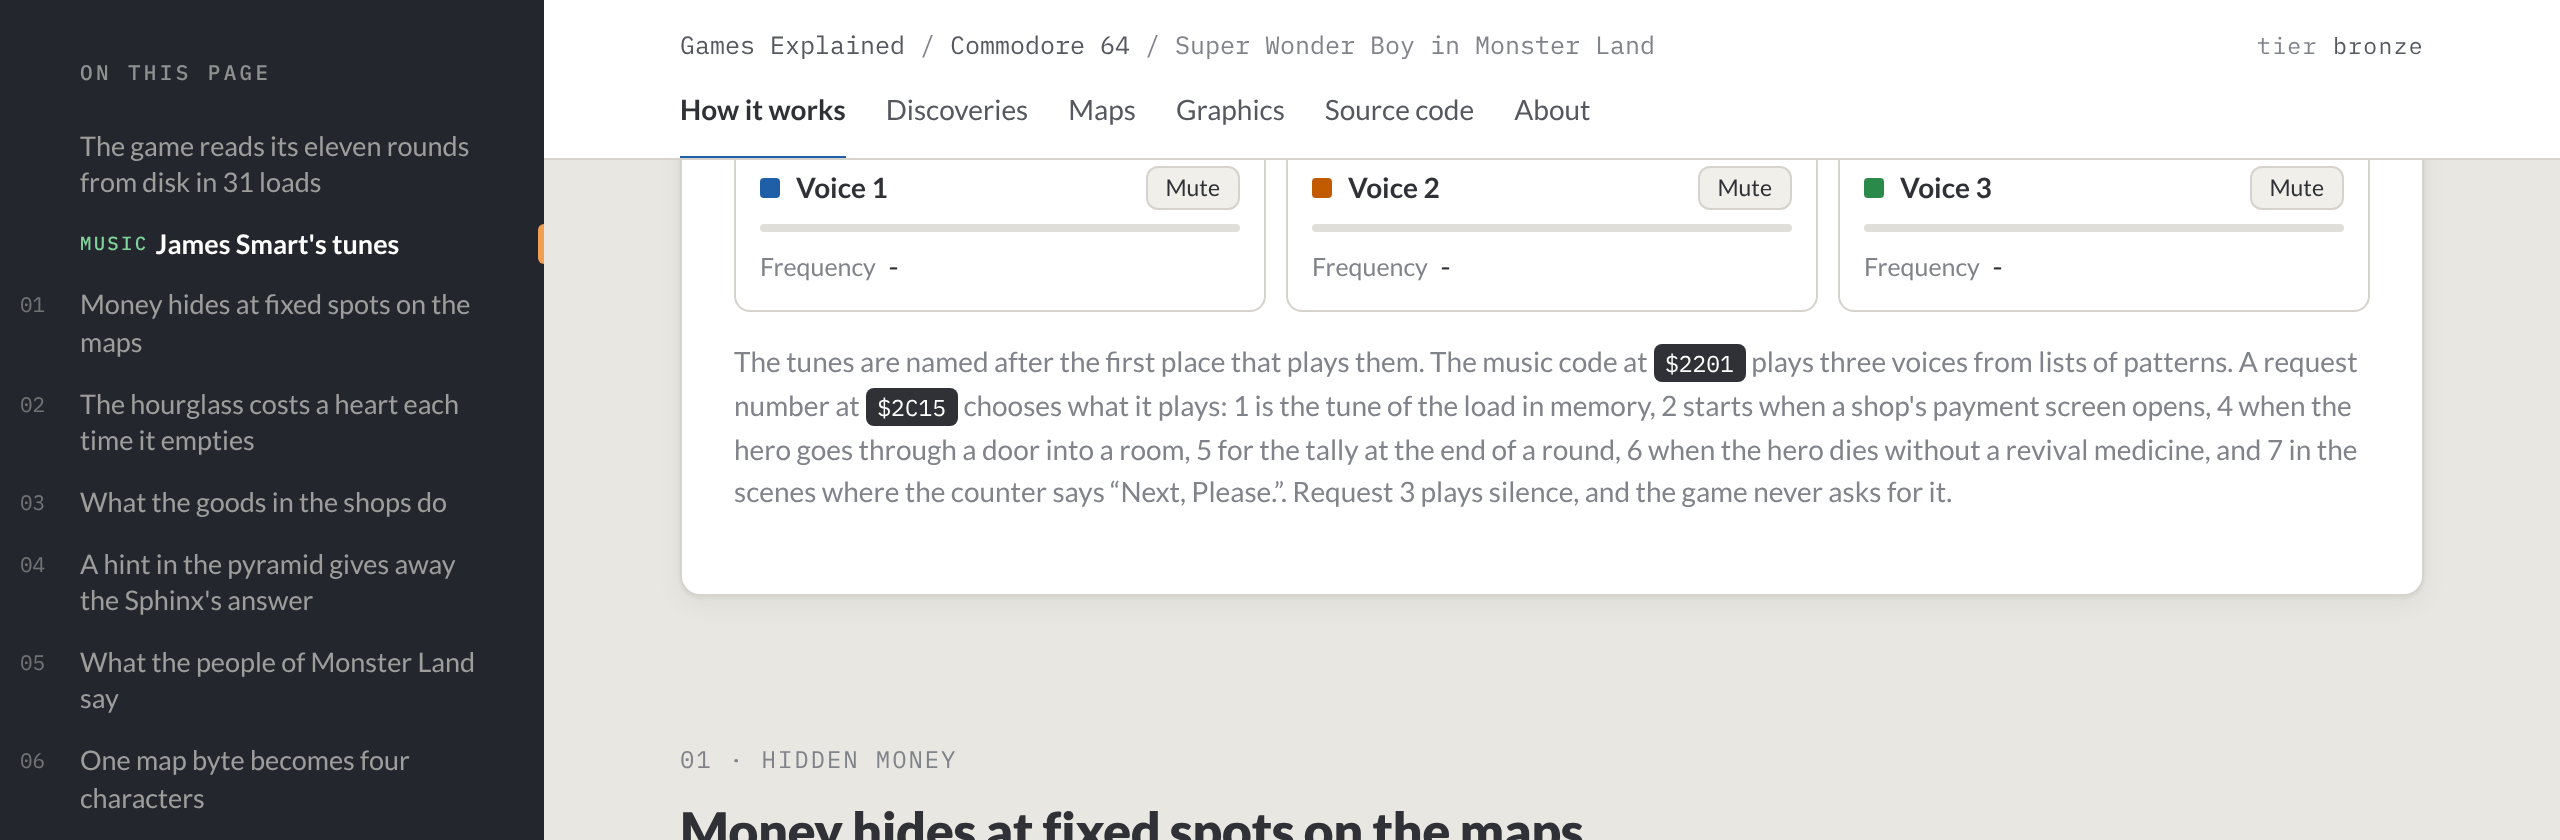 ON THIS PAGE
The game reads its eleven rounds
from disk in 31 loads
MUSIC James Smart's tunes
01 Money hides at fixed spots on the
maps
02 The hourglass costs a heart each
time it empties
03 What the goods in the shops do
04 A hint in the pyramid gives away
the Sphinx's answer
05 What the people of Monster Land
say
06 One map byte becomes four
characters
Games Explained / Commodore 64 / Super Wonder Boy in Monster Land
tier bronze
How it works Discoveries Maps Graphics Source code About
Voice 1 Mute
Frequency -
Voice 2 Mute
Frequency -
Voice 3 Mute
Frequency -
The tunes are named after the first place that plays them. The music code at $2201 plays three voices from lists of patterns. A request
number at $2C15 chooses what it plays: 1 is the tune of the load in memory, 2 starts when a shop's payment screen opens, 4 when the
hero goes through a door into a room, 5 for the tally at the end of a round, 6 when the hero dies without a revival medicine, and 7 in the
scenes where the counter says “Next, Please.”. Request 3 plays silence, and the game never asks for it.
01 · HIDDEN MONEY
Money hides at fixed spots on the maps